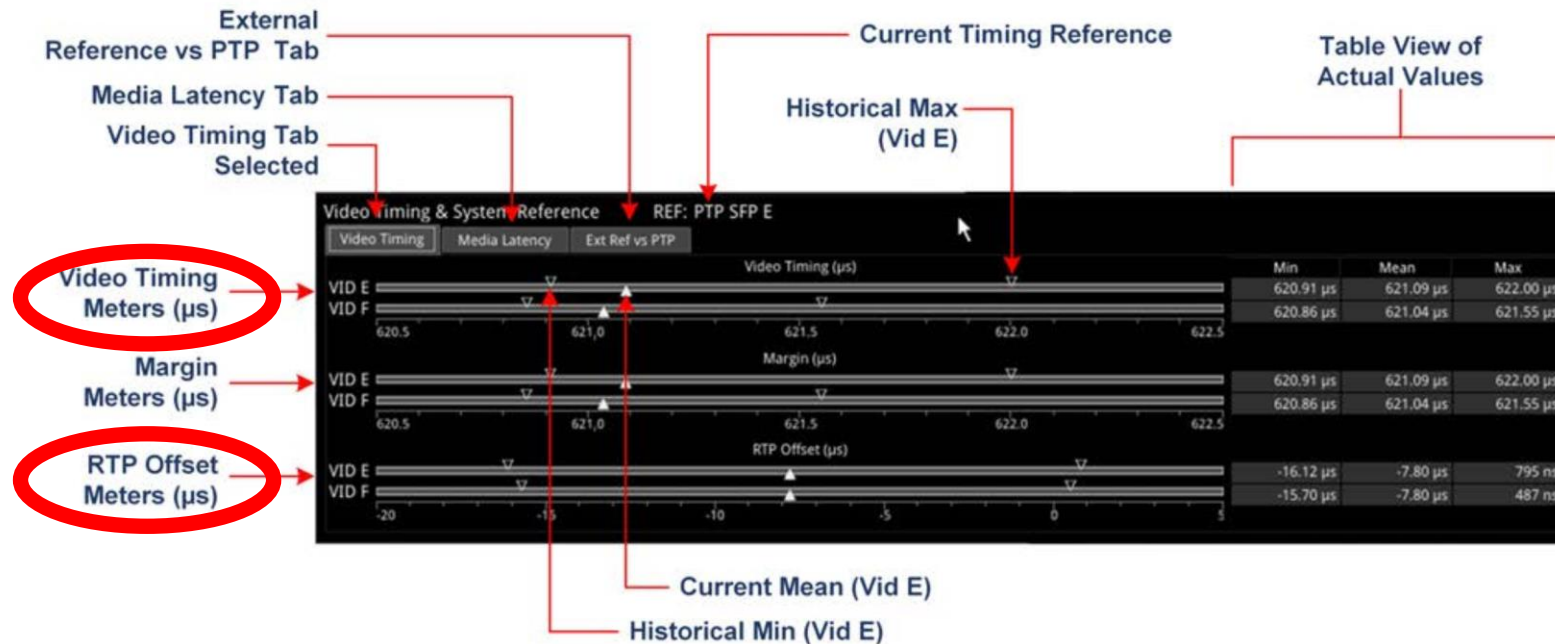 External
Reference vs PTP Tab
Media Latency Tab
Video Timing Tab
Selected
Current Timing Reference
Historical Max
(Vid E)
Table View of
Actual Values
Video Timing & System Reference REF: PTP SFP E
Video Timing Media Latency Ext Ref vs PTP
Video Timing
Meters (µs)
Video Timing (µs)
Min Mean Max
VID E 620.91 µs 621.09 µs 622.00 µs
VID F 620.86 µs 621.04 µs 621.55 µs
620.5 621,0 621.5 622.0 622.5
Margin
Meters (µs)
Margin (µs)
VID E 620.91 µs 621.09 µs 622.00 µs
VID F 620.86 µs 621.04 µs 621.55 µs
620.5 621,0 621.5 622.0 622.5
RTP Offset
Meters (µs)
RTP Offset (µs)
VID E -16.12 µs -7.80 µs 795 ns
VID F -15.70 µs -7.80 µs 487 ns
-20 -15 -10 -5 0 5
Current Mean (Vid E)
Historical Min (Vid E)